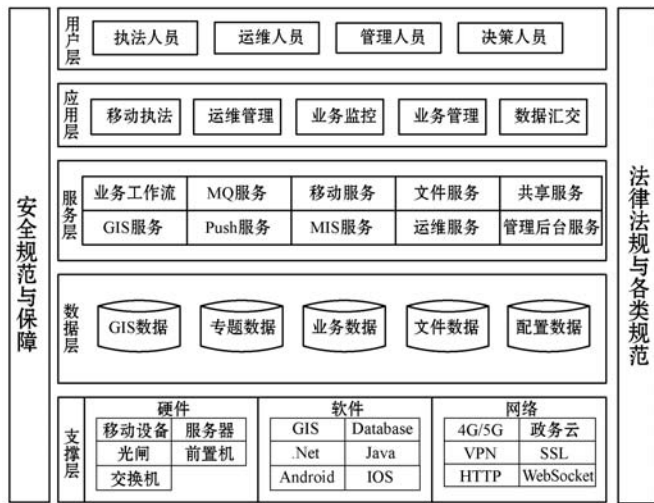 安全规范与保障
用户层
执法人员 运维人员 管理人员 决策人员
应用层
移动执法 运维管理 业务监控 业务管理 数据汇交
服务层
业务工作流 MQ服务 移动服务 文件服务 共享服务
GIS服务 Push服务 MIS服务 运维服务 管理后台服务
数据层
GIS数据 专题数据 业务数据 文件数据 配置数据
支撑层
硬件
移动设备 服务器
光闸 前置机
交换机
软件
GIS Database
.Net Java
Android IOS
网络
4G/5G 政务云
VPN SSL
HTTP WebSocket
法律法规与各类规范